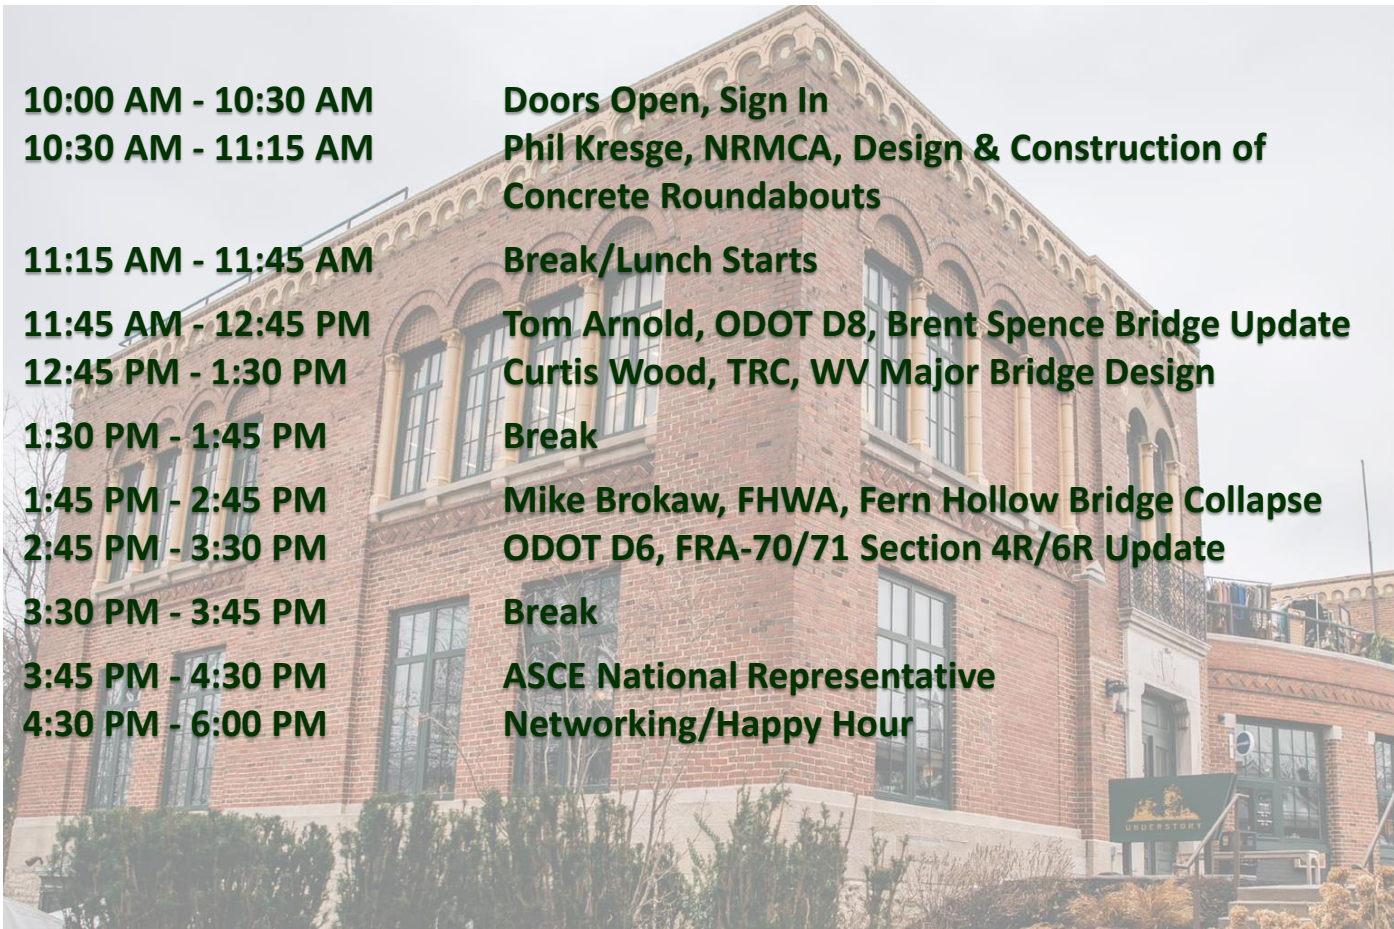 10:00 AM - 10:30 AM Doors Open, Sign In
10:30 AM - 11:15 AM Phil Kresge, NRMCA, Design & Construction of
Concrete Roundabouts
11:15 AM - 11:45 AM Break/Lunch Starts
11:45 AM - 12:45 PM Tom Arnold, ODOT D8, Brent Spence Bridge Update
12:45 PM - 1:30 PM Curtis Wood, TRC, WV Major Bridge Design
1:30 PM - 1:45 PM Break
1:45 PM - 2:45 PM Mike Brokaw, FHWA, Fern Hollow Bridge Collapse
2:45 PM - 3:30 PM ODOT D6, FRA-70/71 Section 4R/6R Update
3:30 PM - 3:45 PM Break
3:45 PM - 4:30 PM ASCE National Representative
4:30 PM - 6:00 PM Networking/Happy Hour
UNDERSTORY